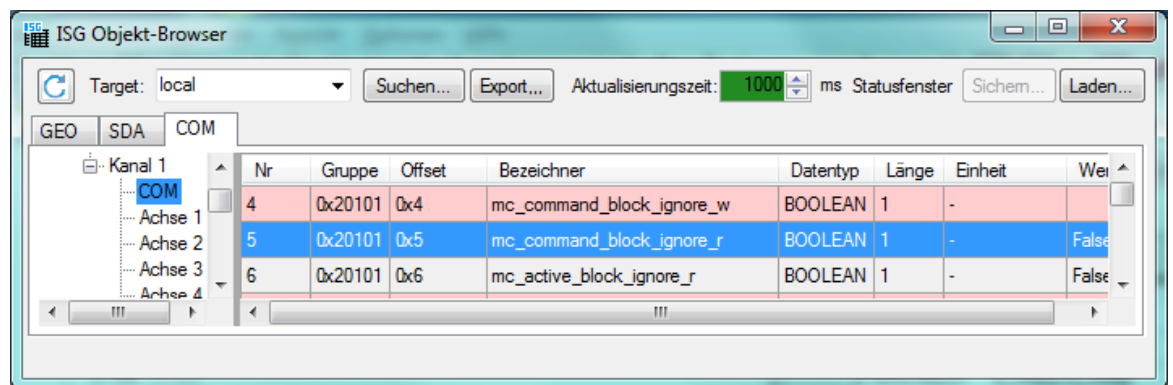 ISG Objekt-Browser
Target: local Suchen... Export... Aktualisierungszeit: 1000 ms Statusfenster Sichern... Laden...
GEO SDA COM
Kanal 1
COM
Achse 1
Achse 2
Achse 3
Achse 4
Nr Gruppe Offset Bezeichner Datentyp Länge Einheit Wer
4 0x20101 0x4 mc_command_block_ignore_w BOOLEAN 1 -
5 0x20101 0x5 mc_command_block_ignore_r BOOLEAN 1 - False
6 0x20101 0x6 mc_active_block_ignore_r BOOLEAN 1 - False